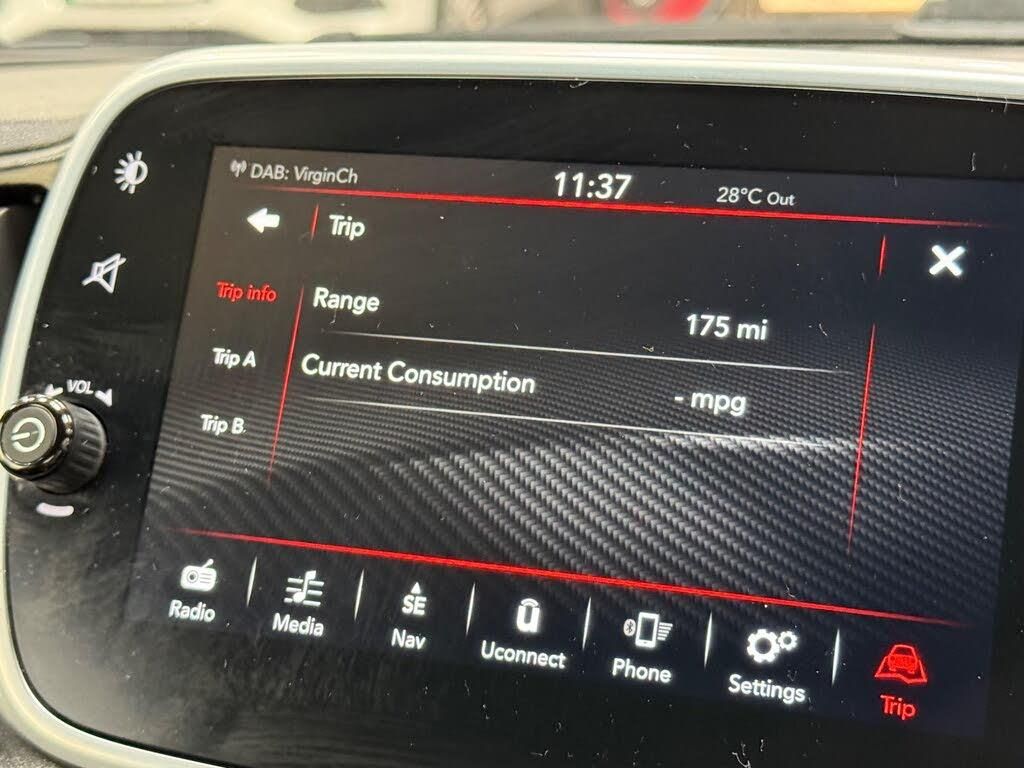 DAB: VirginCh
11:37
28°C Out
Trip
Trip info
Range
175 mi
Trip A
Current Consumption
- mpg
Trip B
VOL
Radio
Media
SE
Nav
Uconnect
Phone
Settings
Trip